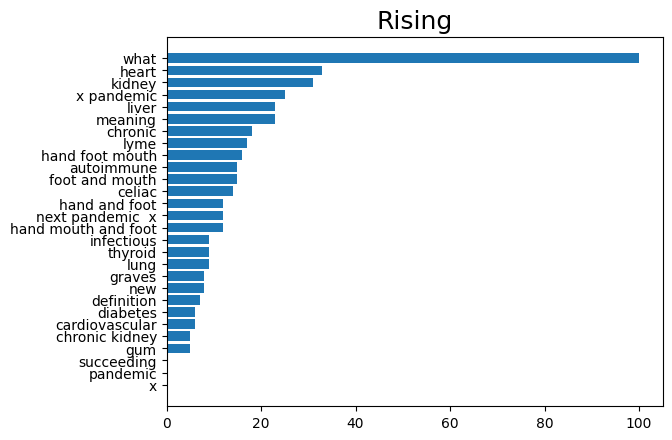 Rising
what
heart
kidney
x pandemic
liver
meaning
chronic
lyme
hand foot mouth
autoimmune
foot and mouth
celiac
hand and foot
next pandemic  x
hand mouth and foot
infectious
thyroid
lung
graves
new
definition
diabetes
cardiovascular
chronic kidney
gum
succeeding
pandemic
x
0 20 40 60 80 100